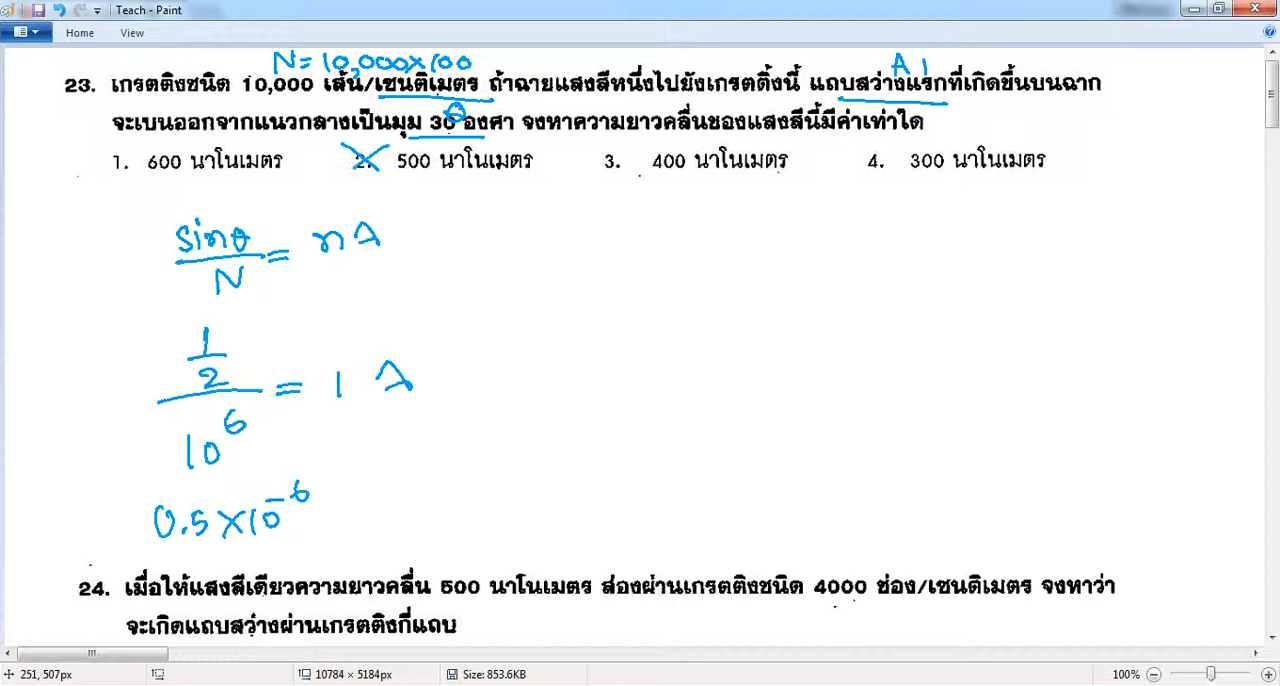 Teach - Paint
Home View
N = 10,000×100
A1
23. เกรตติงชนิด 10,000 เส้น/เซนติเมตร ถ้าฉายแสงสีหนึ่งไปยังเกรตติ้งนี้ แถบสว่างแรกที่เกิดขึ้นบนฉาก
θ
จะเบนออกจากแนวกลางเป็นมุม 30 องศา จงหาความยาวคลื่นของแสงสีนี้มีค่าเท่าใด
1. 600 นาโนเมตร 2. 500 นาโนเมตร 3. 400 นาโนเมตร 4. 300 นาโนเมตร
sinθ
= nλ
N
1
2
= 1 λ
10⁶
0.5×10⁻⁶
24. เมื่อให้แสงสีเดียวความยาวคลื่น 500 นาโนเมตร ส่องผ่านเกรตติงชนิด 4000 ช่อง/เซนติเมตร จงหาว่า
จะเกิดแถบสว่างผ่านเกรตติงกี่แถบ
251, 507px 10784 × 5184px Size: 853.6KB 100%